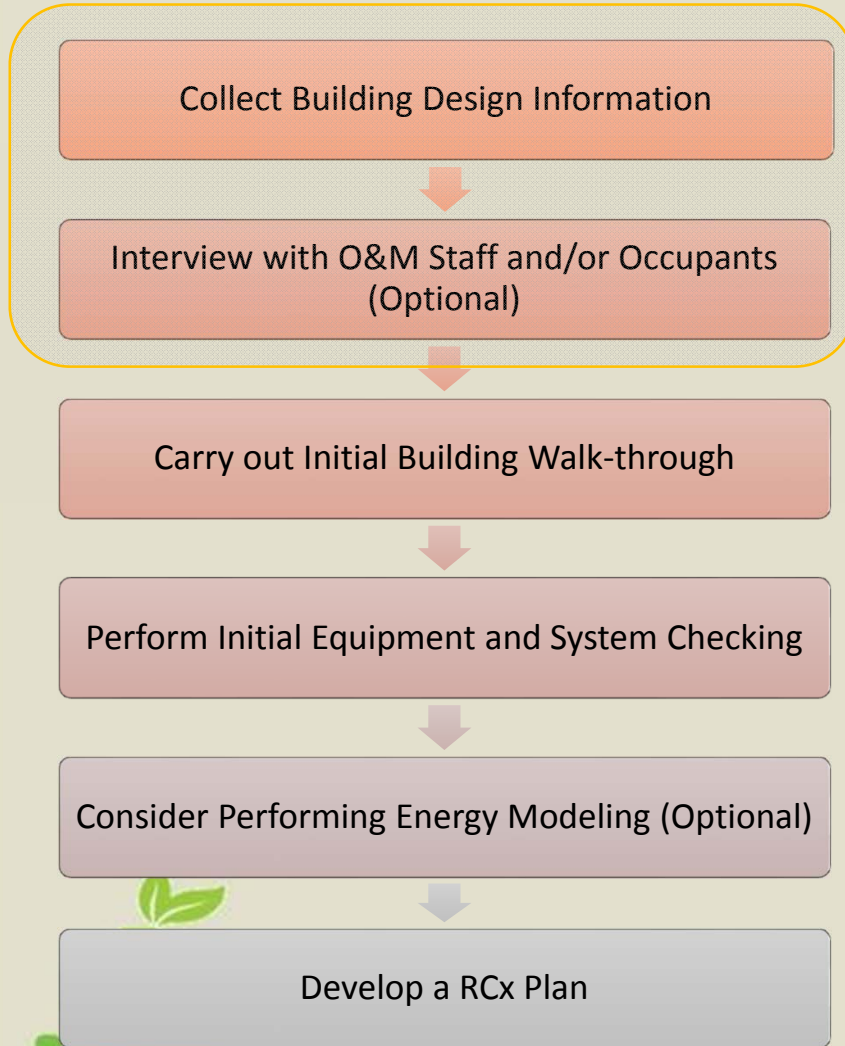 Collect Building Design Information
Interview with O&M Staff and/or Occupants
(Optional)
Carry out Initial Building Walk-through
Perform Initial Equipment and System Checking
Consider Performing Energy Modeling (Optional)
Develop a RCx Plan